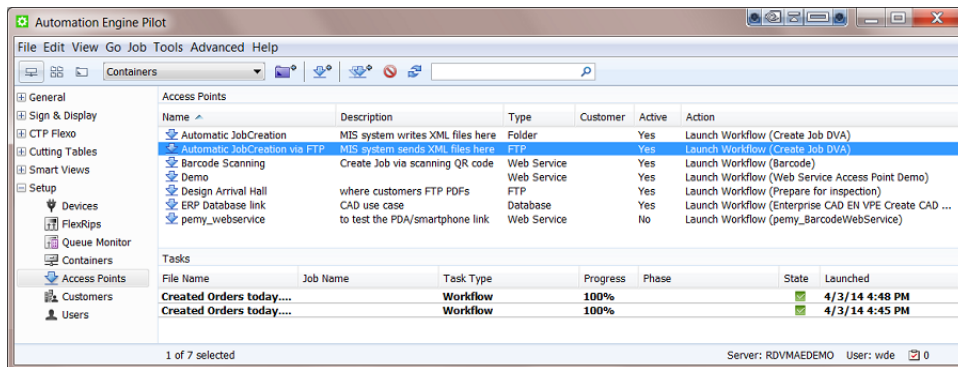 Automation Engine Pilot
File Edit View Go Job Tools Advanced Help
Containers
General
Sign & Display
CTP Flexo
Cutting Tables
Smart Views
Setup
Devices
FlexRips
Queue Monitor
Containers
Access Points
Customers
Users
Access Points
Name Description Type Customer Active Action
Automatic JobCreation MIS system writes XML files here Folder Yes Launch Workflow (Create Job DVA)
Automatic JobCreation via FTP MIS system sends XML files here FTP Yes Launch Workflow (Create Job DVA)
Barcode Scanning Create Job via scanning QR code Web Service Yes Launch Workflow (Barcode)
Demo Web Service Yes Launch Workflow (Web Service Access Point Demo)
Design Arrival Hall where customers FTP PDFs FTP Yes Launch Workflow (Prepare for inspection)
ERP Database link CAD use case Database Yes Launch Workflow (Enterprise CAD EN VPE Create CAD ...
pemy_webservice to test the PDA/smartphone link Web Service No Launch Workflow (pemy_BarcodeWebService)
Tasks
File Name Job Name Task Type Progress Phase State Launched
Created Orders today.... Workflow 100% 4/3/14 4:48 PM
Created Orders today.... Workflow 100% 4/3/14 4:45 PM
1 of 7 selected Server: RDVMAEDEMO User: wde 0